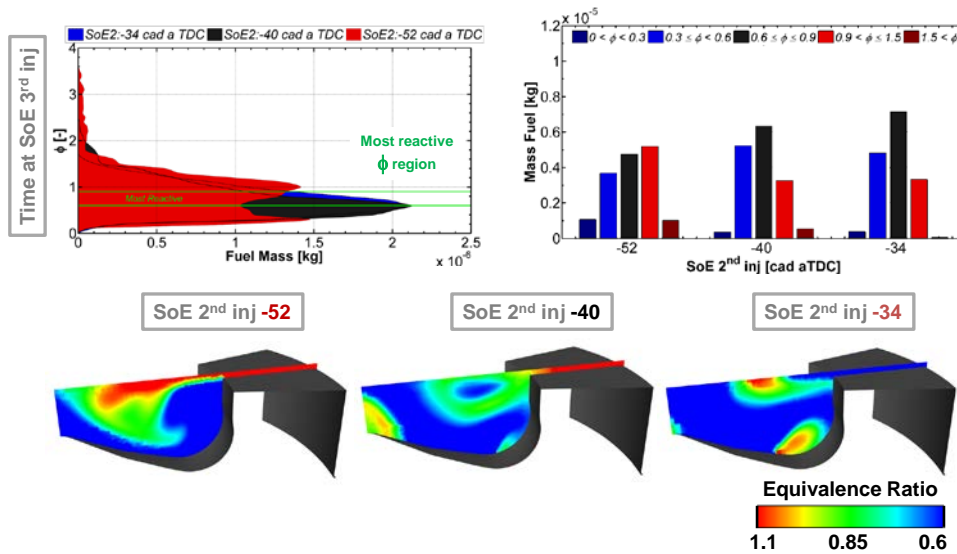 SoE2:-34 cad a TDC SoE2:-40 cad a TDC SoE2:-52 cad a TDC
Time at SoE 3rd inj
ϕ [-]
4
3
2
1
0
Most reactive
ϕ region
Most Reactive
0 0.5 1 1.5 2 2.5
Fuel Mass [kg]
x 10⁻⁶
x 10⁻⁵
0 < ϕ < 0.3 0.3 ≤ ϕ < 0.6 0.6 ≤ ϕ ≤ 0.9 0.9 < ϕ ≤ 1.5 1.5 < ϕ
Mass Fuel [kg]
1.2
1
0.8
0.6
0.4
0.2
0
-52 -40 -34
SoE 2nd inj [cad aTDC]
SoE 2nd inj -52
SoE 2nd inj -40
SoE 2nd inj -34
Equivalence Ratio
1.1 0.85 0.6